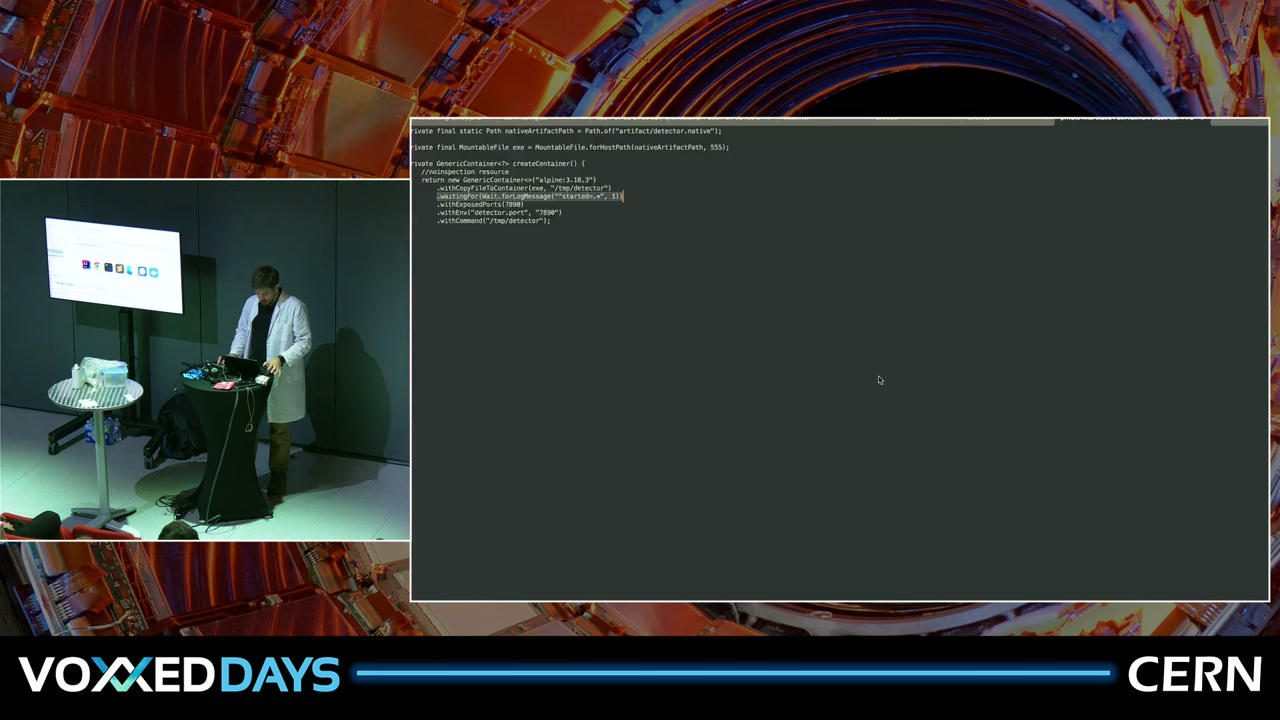 rivate final static Path nativeArtifactPath = Path.of("artifact/detector.native");
rivate final MountableFile exe = MountableFile.forHostPath(nativeArtifactPath, 555);
rivate GenericContainer<?> createContainer() {
//noinspection resource
return new GenericContainer<>("alpine:3.18.3")
.withCopyFileToContainer(exe, "/tmp/detector")
.waitingFor(Wait.forLogMessage("^started=.*", 1))
.withExposedPorts(7890)
.withEnv("detector.port", "7890")
.withCommand("/tmp/detector");
VOXXED DAYS
CERN